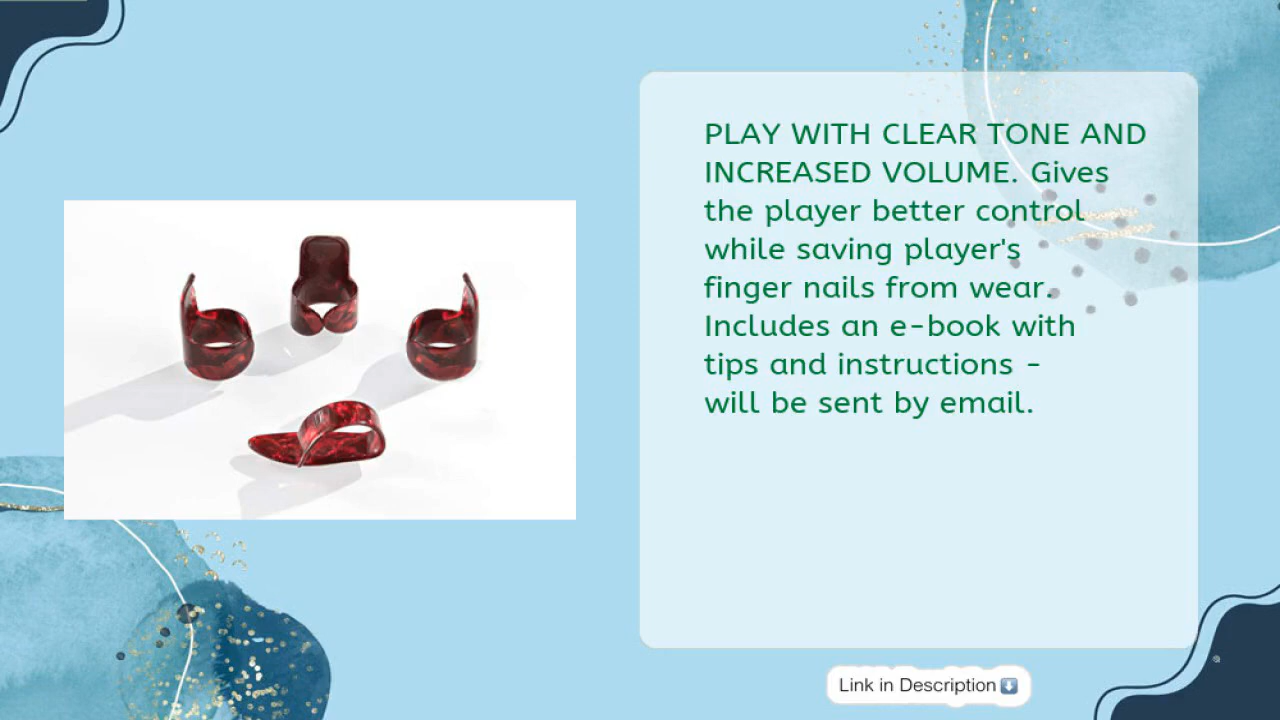 PLAY WITH CLEAR TONE AND
INCREASED VOLUME. Gives
the player better control
while saving player's
finger nails from wear.
Includes an e-book with
tips and instructions -
will be sent by email.
Link in Description⬇️